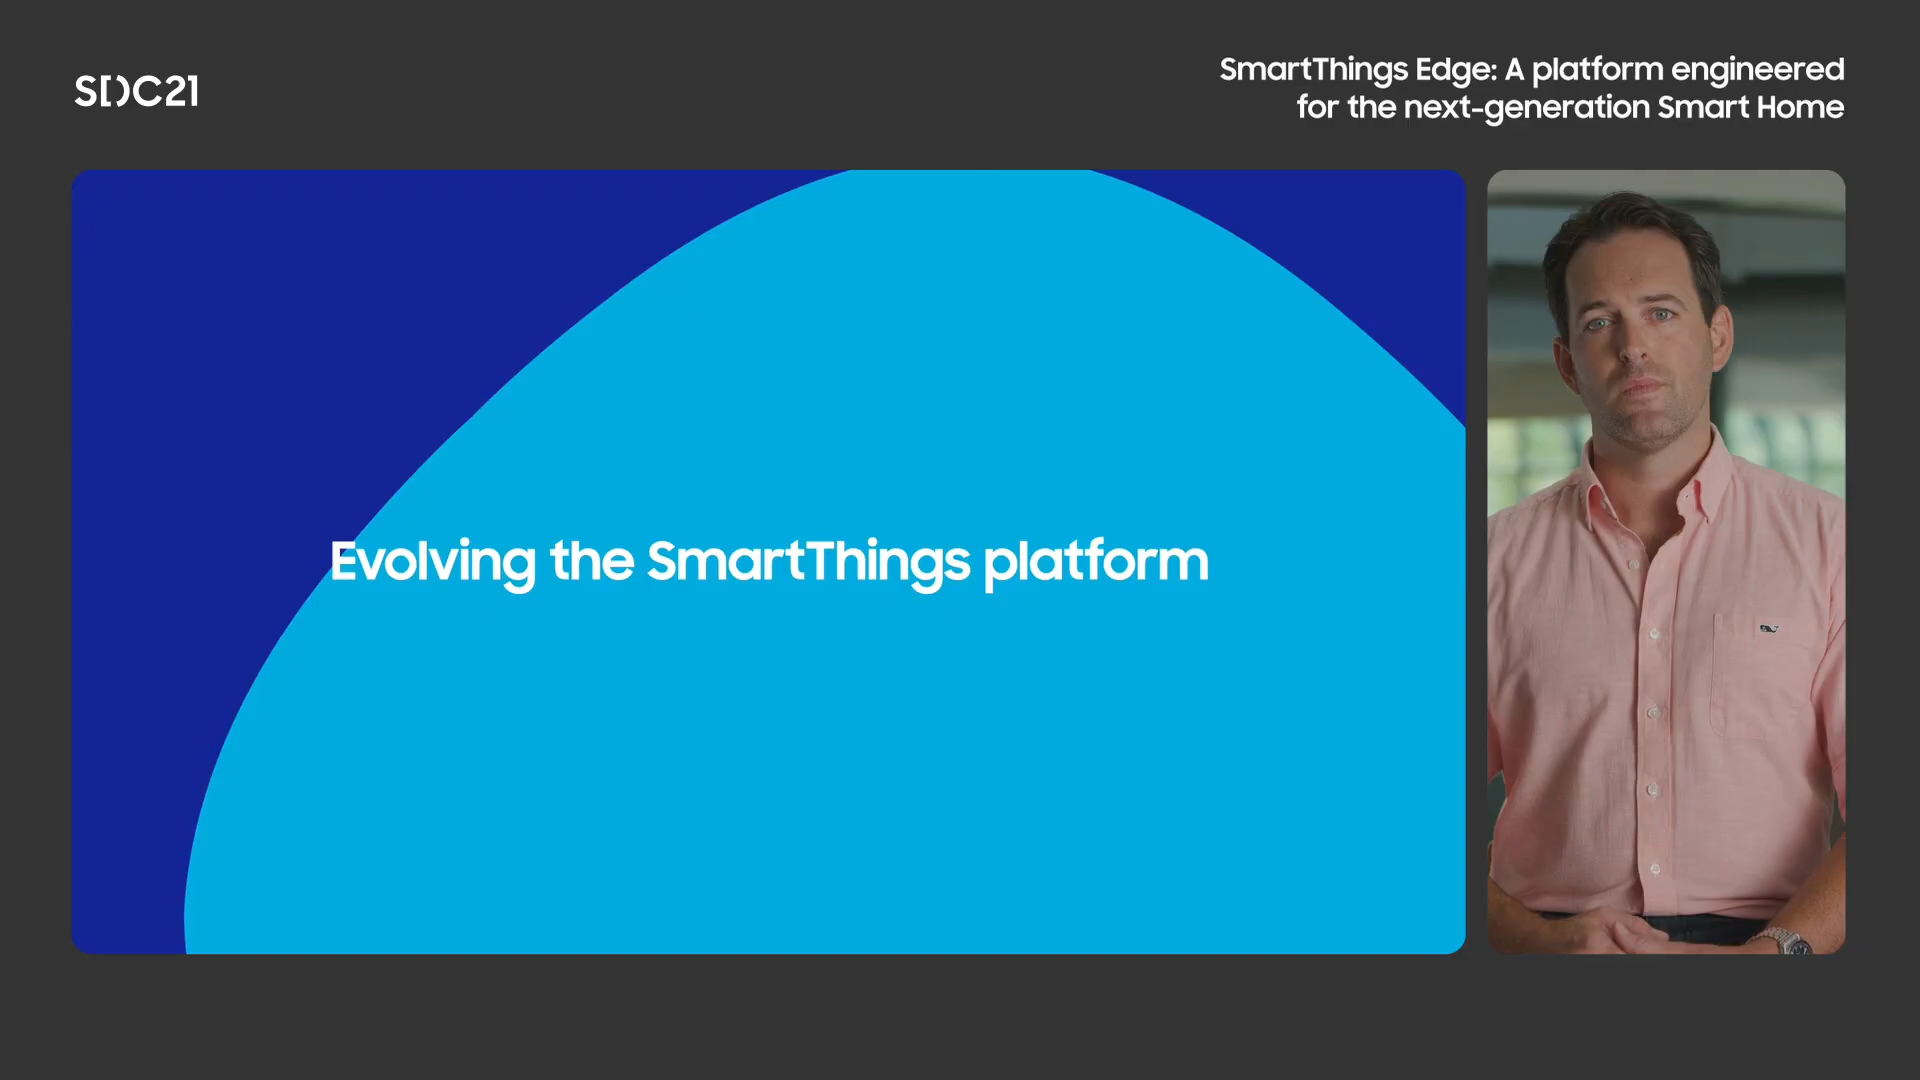 SDC21
SmartThings Edge: A platform engineered
for the next-generation Smart Home
Evolving the SmartThings platform